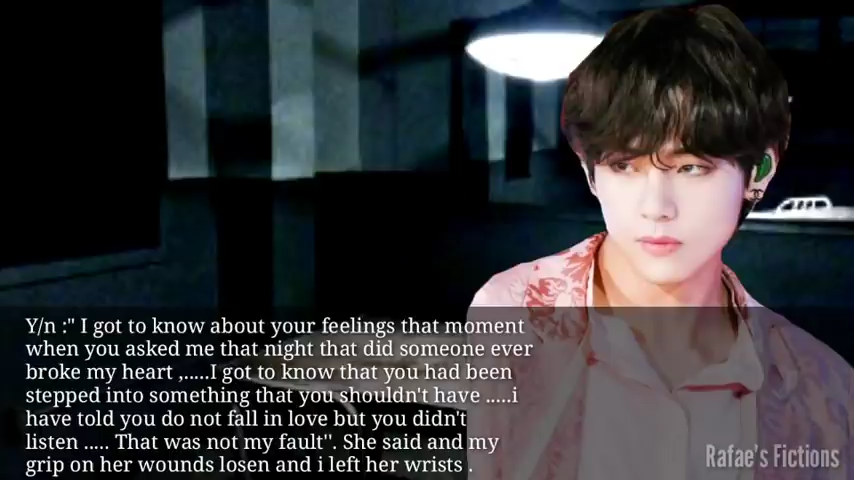 Y/n :" I got to know about your feelings that moment
when you asked me that night that did someone ever
broke my heart ,.....I got to know that you had been
stepped into something that you shouldn't have .....i
have told you do not fall in love but you didn't
listen ..... That was not my fault". She said and my
grip on her wounds losen and i left her wrists .
Rafae's Fictions